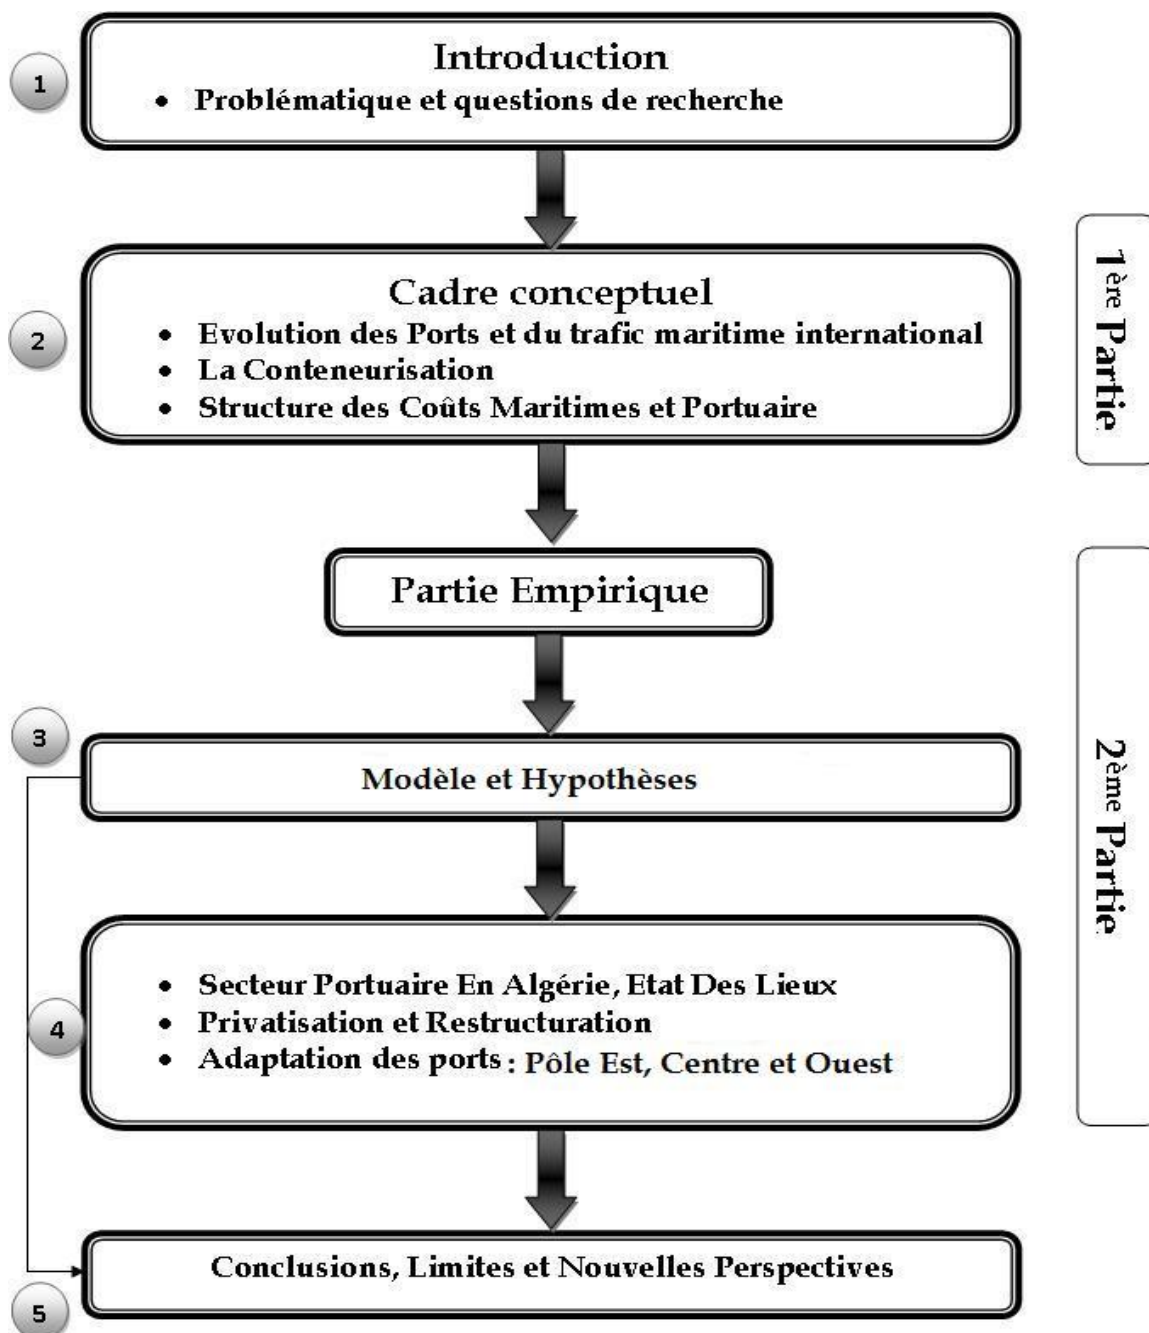 1
Introduction
• Problématique et questions de recherche
2
Cadre conceptuel
• Evolution des Ports et du trafic maritime international
• La Conteneurisation
• Structure des Coûts Maritimes et Portuaire
1ère Partie
Partie Empirique
3
Modèle et Hypothèses
4
• Secteur Portuaire En Algérie, Etat Des Lieux
• Privatisation et Restructuration
• Adaptation des ports : Pôle Est, Centre et Ouest
2ème Partie
Conclusions, Limites et Nouvelles Perspectives
5